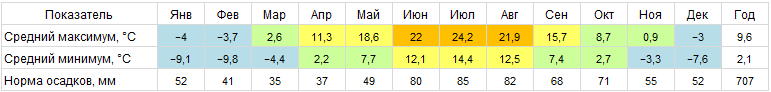 Показатель Янв Фев Мар Апр Май Июн Июл Авг Сен Окт Ноя Дек Год
Средний максимум, °C −4 −3,7 2,6 11,3 18,6 22 24,2 21,9 15,7 8,7 0,9 −3 9,6
Средний минимум, °C −9,1 −9,8 −4,4 2,2 7,7 12,1 14,4 12,5 7,4 2,7 −3,3 −7,6 2,1
Норма осадков, мм 52 41 35 37 49 80 85 82 68 71 55 52 707